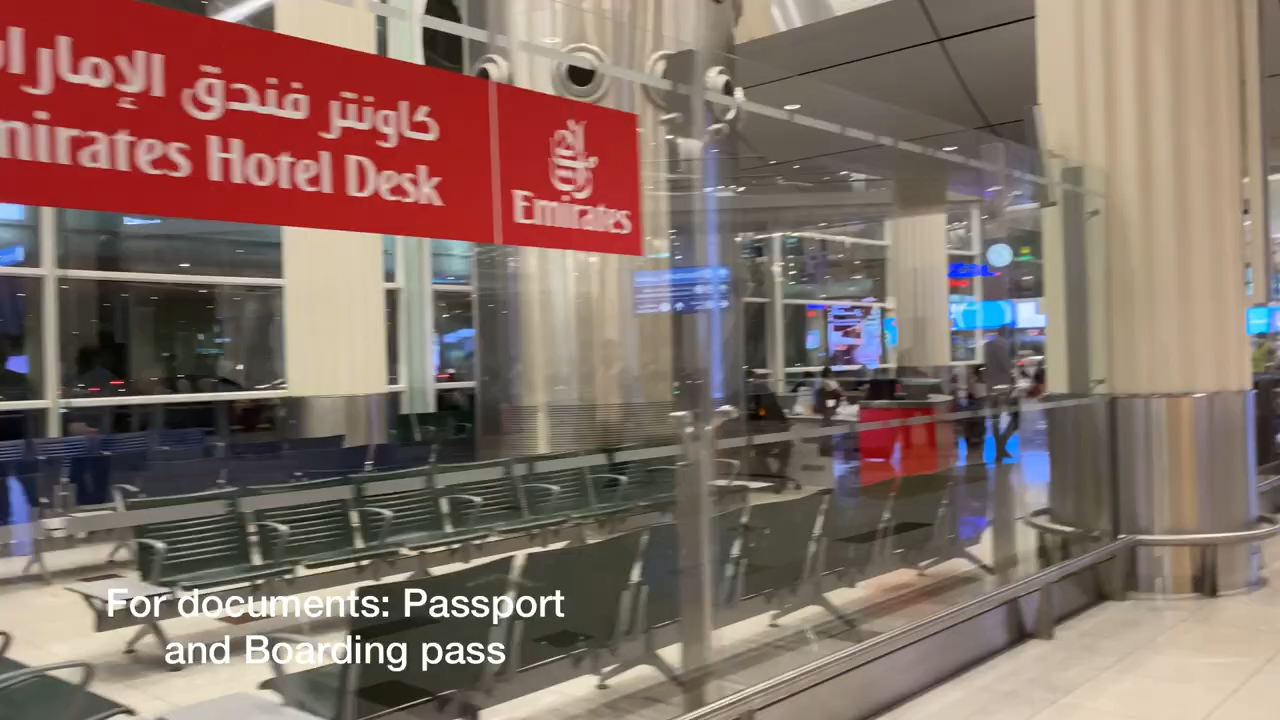 كاونتر فندق الإمارات
Emirates Hotel Desk
Emirates
For documents: Passport
and Boarding pass